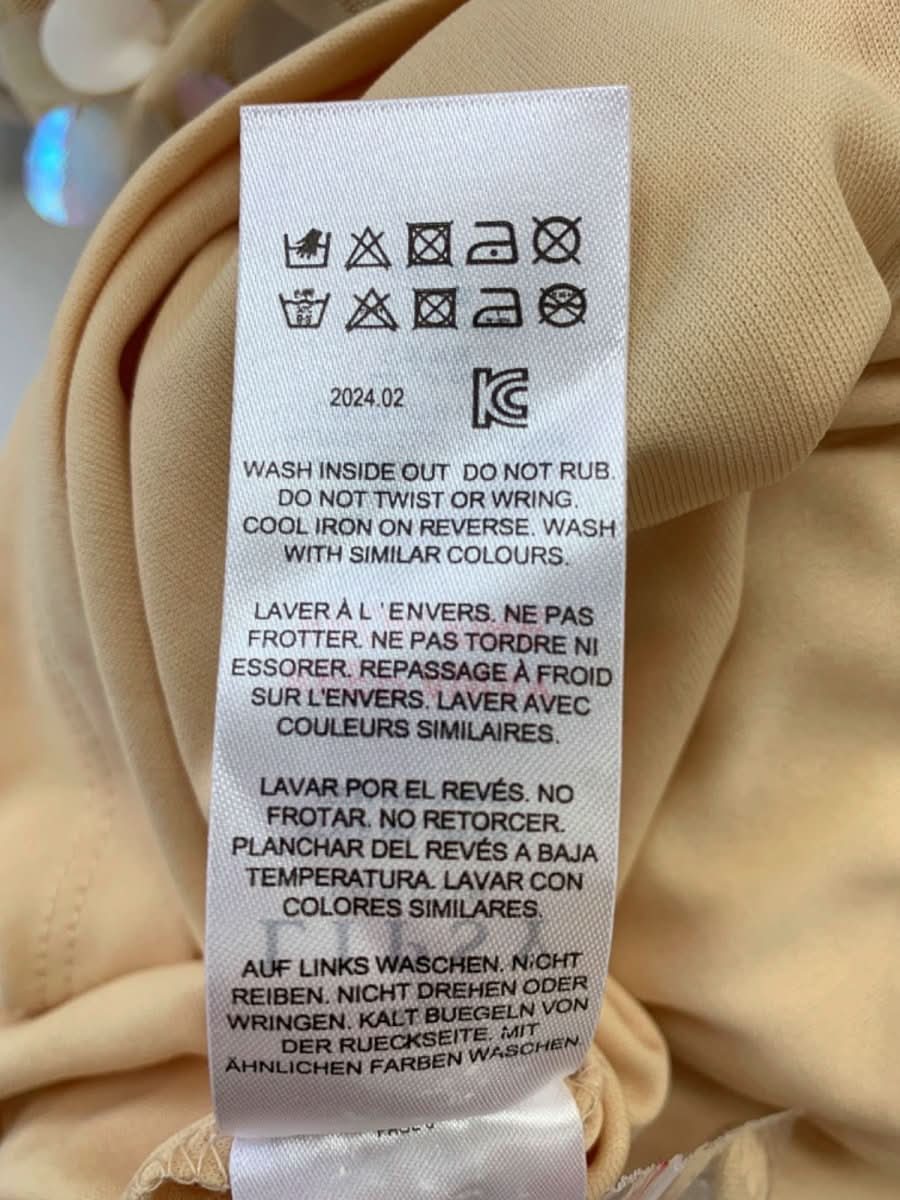 2024.02
KC
WASH INSIDE OUT DO NOT RUB.
DO NOT TWIST OR WRING.
COOL IRON ON REVERSE. WASH
WITH SIMILAR COLOURS.
LAVER À L 'ENVERS. NE PAS
FROTTER. NE PAS TORDRE NI
ESSORER. REPASSAGE À FROID
SUR L'ENVERS. LAVER AVEC
COULEURS SIMILAIRES.
LAVAR POR EL REVÉS. NO
FROTAR. NO RETORCER.
PLANCHAR DEL REVÉS A BAJA
TEMPERATURA. LAVAR CON
COLORES SIMILARES.
AUF LINKS WASCHEN. NICHT
REIBEN. NICHT DREHEN ODER
WRINGEN. KALT BUEGELN VON
DER RUECKSEITE. MIT
ÄHNLICHEN FARBEN WASCHEN.